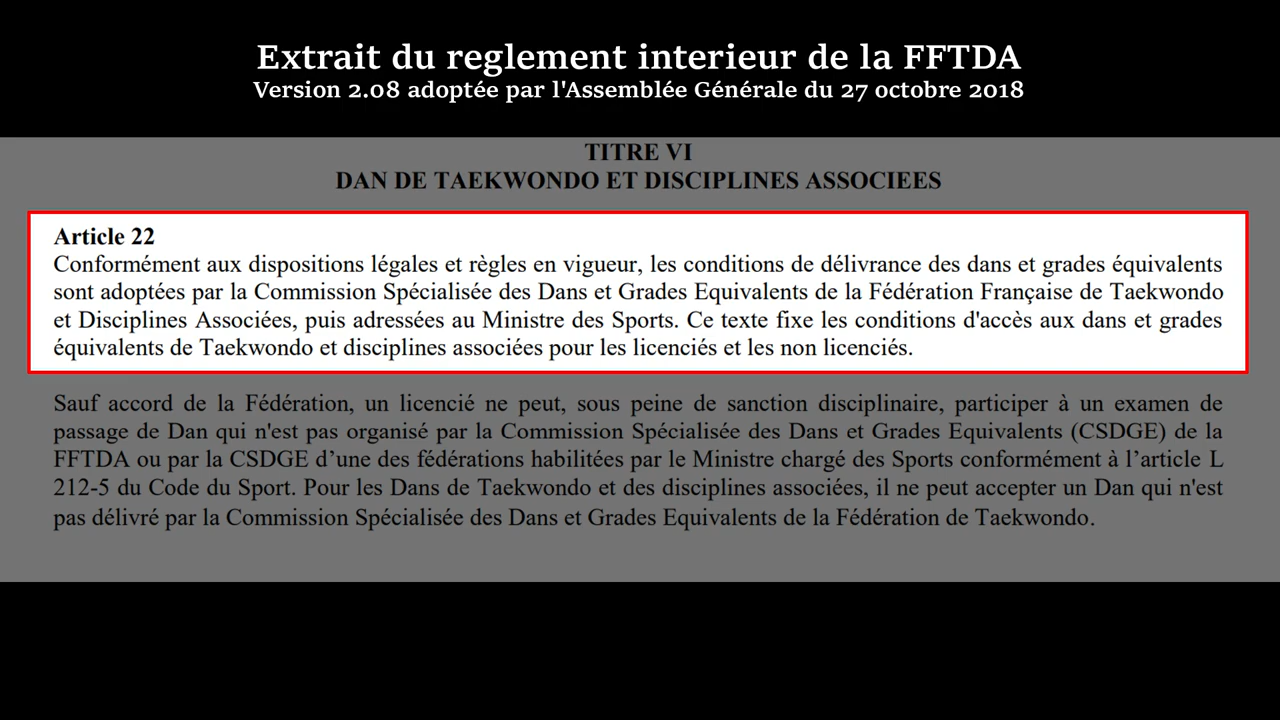 Extrait du reglement interieur de la FFTDA
Version 2.08 adoptée par l'Assemblée Générale du 27 octobre 2018
TITRE VI
DAN DE TAEKWONDO ET DISCIPLINES ASSOCIEES
Article 22
Conformément aux dispositions légales et règles en vigueur, les conditions de délivrance des dans et grades équivalents
sont adoptées par la Commission Spécialisée des Dans et Grades Equivalents de la Fédération Française de Taekwondo
et Disciplines Associées, puis adressées au Ministre des Sports. Ce texte fixe les conditions d'accès aux dans et grades
équivalents de Taekwondo et disciplines associées pour les licenciés et les non licenciés.
Sauf accord de la Fédération, un licencié ne peut, sous peine de sanction disciplinaire, participer à un examen de
passage de Dan qui n'est pas organisé par la Commission Spécialisée des Dans et Grades Equivalents (CSDGE) de la
FFTDA ou par la CSDGE d’une des fédérations habilitées par le Ministre chargé des Sports conformément à l’article L
212-5 du Code du Sport. Pour les Dans de Taekwondo et des disciplines associées, il ne peut accepter un Dan qui n'est
pas délivré par la Commission Spécialisée des Dans et Grades Equivalents de la Fédération de Taekwondo.